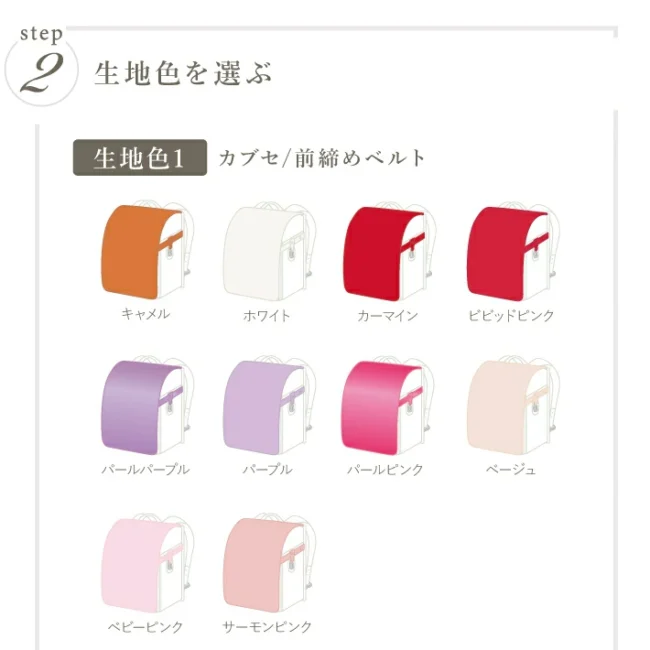 step
2 生地色を選ぶ
生地色1 カブセ/前締めベルト
キャメル ホワイト カーマイン ビビッドピンク
パールパープル パープル パールピンク ベージュ
ベビーピンク サーモンピンク